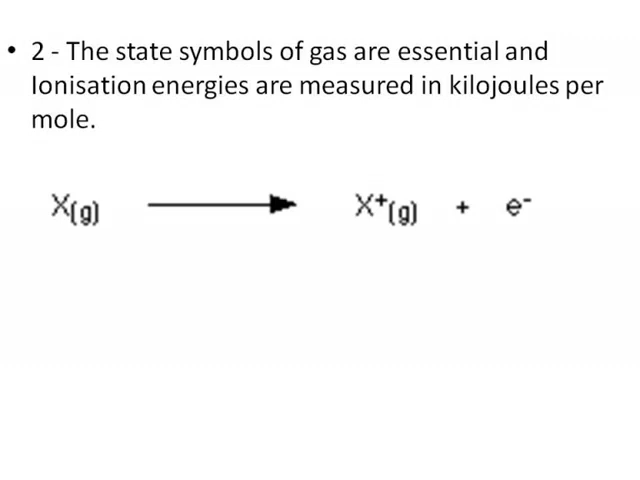 • 2 - The state symbols of gas are essential and
Ionisation energies are measured in kilojoules per
mole.
X(g) ⟶ X⁺(g) + e⁻